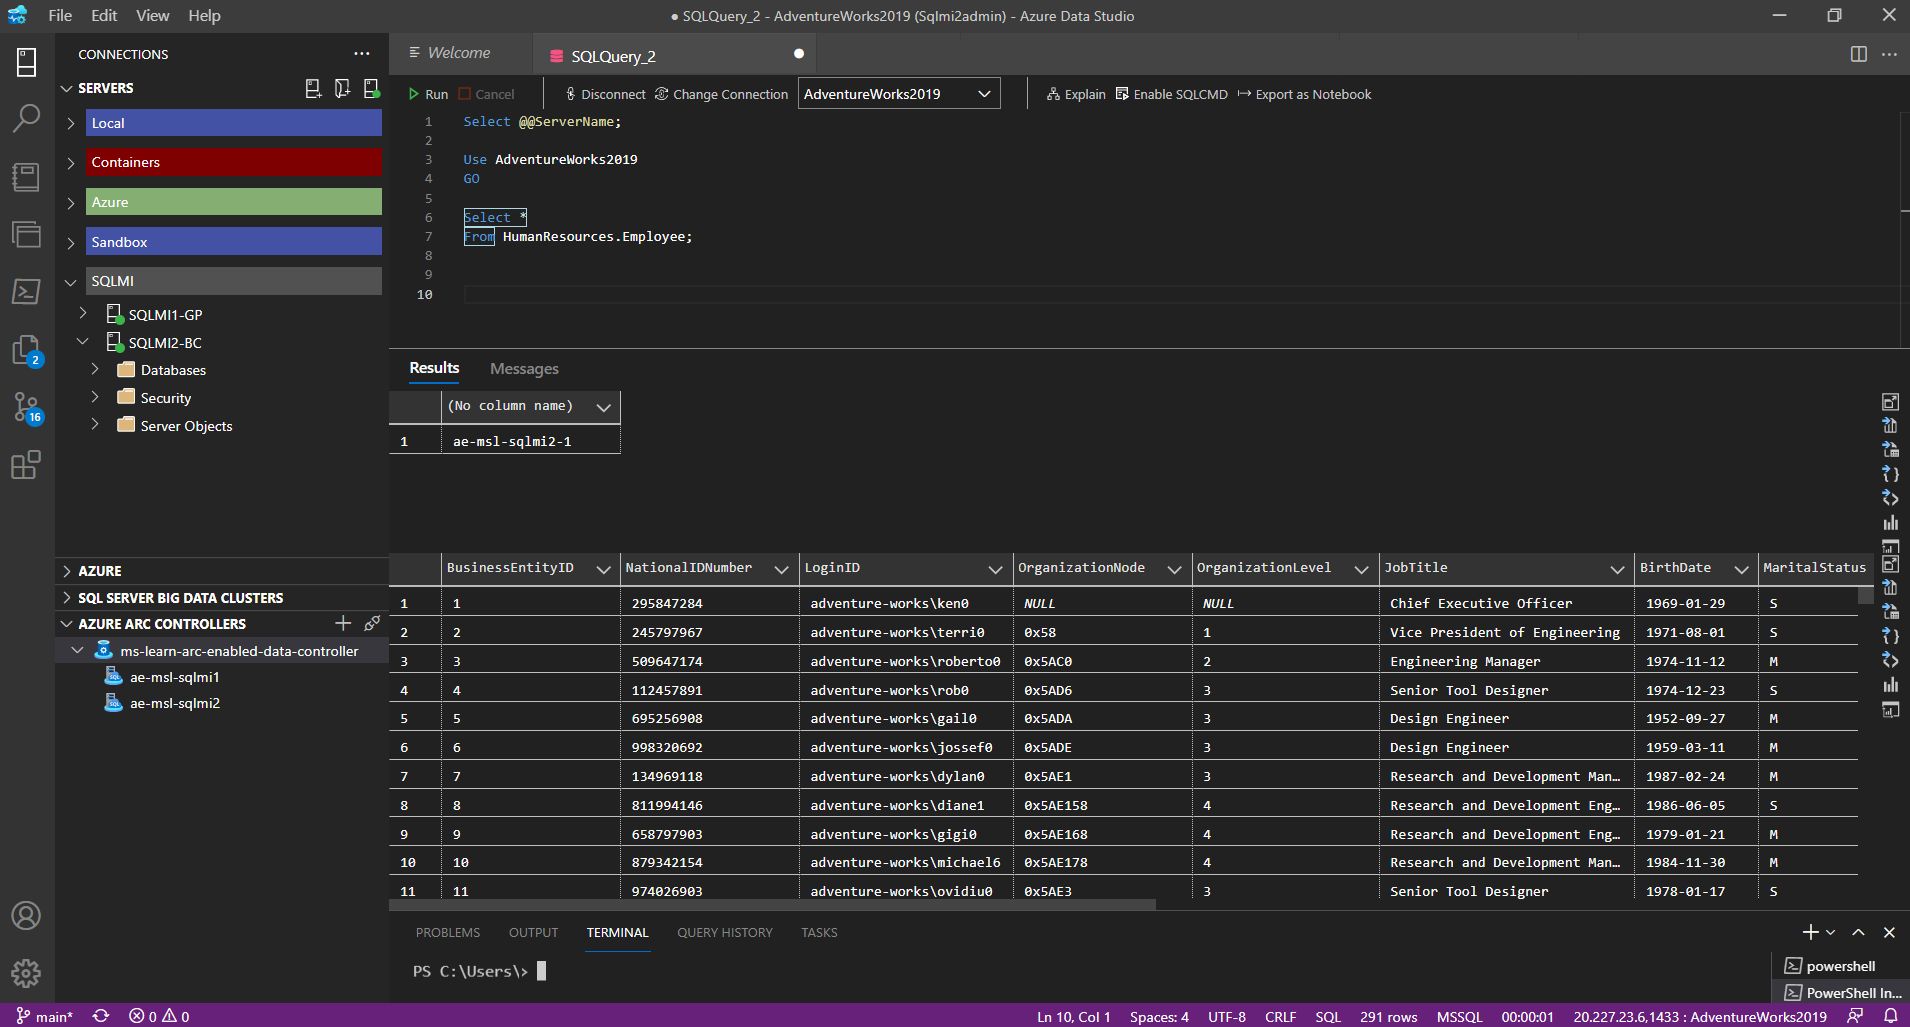 File Edit View Help
● SQLQuery_2 - AdventureWorks2019 (Sqlmi2admin) - Azure Data Studio
CONNECTIONS
SERVERS
Local
Containers
Azure
Sandbox
SQLMI
SQLMI1-GP
SQLMI2-BC
Databases
Security
Server Objects
2
16
AZURE
SQL SERVER BIG DATA CLUSTERS
AZURE ARC CONTROLLERS
ms-learn-arc-enabled-data-controller
ae-msl-sqlmi1
ae-msl-sqlmi2
Welcome SQLQuery_2
Run Cancel Disconnect Change Connection AdventureWorks2019 Explain Enable SQLCMD Export as Notebook
1 Select @@ServerName;
2
3 Use AdventureWorks2019
4 GO
5
6 Select *
7 From HumanResources.Employee;
8
9
10
Results Messages
(No column name)
1 ae-msl-sqlmi2-1
BusinessEntityID NationalIDNumber LoginID OrganizationNode OrganizationLevel JobTitle BirthDate MaritalStatus
1 1 295847284 adventure-works\ken0 NULL NULL Chief Executive Officer 1969-01-29 S
2 2 245797967 adventure-works\terri0 0x58 1 Vice President of Engineering 1971-08-01 S
3 3 509647174 adventure-works\roberto0 0x5AC0 2 Engineering Manager 1974-11-12 M
4 4 112457891 adventure-works\rob0 0x5AD6 3 Senior Tool Designer 1974-12-23 S
5 5 695256908 adventure-works\gail0 0x5ADA 3 Design Engineer 1952-09-27 M
6 6 998320692 adventure-works\jossef0 0x5ADE 3 Design Engineer 1959-03-11 M
7 7 134969118 adventure-works\dylan0 0x5AE1 3 Research and Development Man… 1987-02-24 M
8 8 811994146 adventure-works\diane1 0x5AE158 4 Research and Development Eng… 1986-06-05 S
9 9 658797903 adventure-works\gigi0 0x5AE168 4 Research and Development Eng… 1979-01-21 M
10 10 879342154 adventure-works\michael6 0x5AE178 4 Research and Development Man… 1984-11-30 M
11 11 974026903 adventure-works\ovidiu0 0x5AE3 3 Senior Tool Designer 1978-01-17 S
PROBLEMS OUTPUT TERMINAL QUERY HISTORY TASKS
PS C:\Users\>
powershell
PowerShell In...
main* 0 0 Ln 10, Col 1 Spaces: 4 UTF-8 CRLF SQL 291 rows MSSQL 00:00:01 20.227.23.6,1433 : AdventureWorks2019